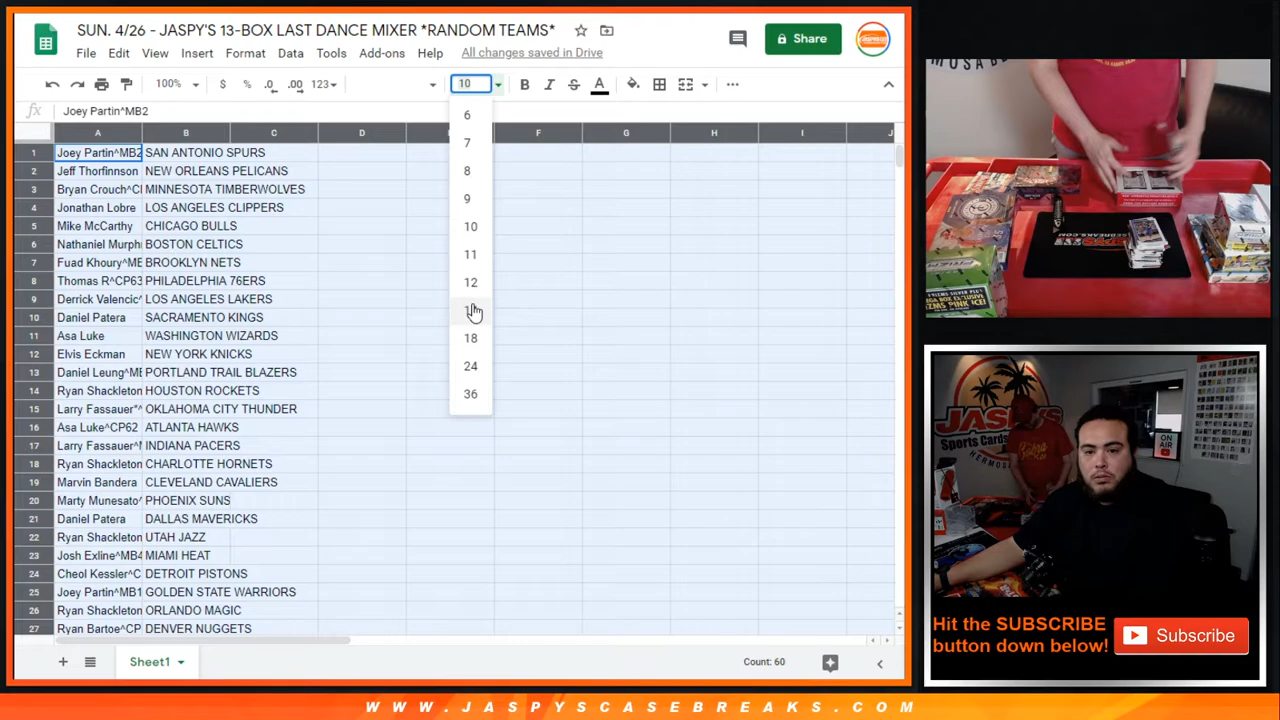 SUN. 4/26 - JASPY'S 13-BOX LAST DANCE MIXER *RANDOM TEAMS*
File Edit View Insert Format Data Tools Add-ons Help All changes saved in Drive
Share
100% $ % .0 .00 123 10 B I S A
fx Joey Partin^MB2
A B C D F G H I J
1 Joey Partin^MB2 SAN ANTONIO SPURS
2 Jeff Thorfinnson NEW ORLEANS PELICANS
3 Bryan Crouch^C MINNESOTA TIMBERWOLVES
4 Jonathan Lobre LOS ANGELES CLIPPERS
5 Mike McCarthy CHICAGO BULLS
6 Nathaniel Murph BOSTON CELTICS
7 Fuad Khoury^ME BROOKLYN NETS
8 Thomas R^CP63 PHILADELPHIA 76ERS
9 Derrick Valencic^ LOS ANGELES LAKERS
10 Daniel Patera SACRAMENTO KINGS
11 Asa Luke WASHINGTON WIZARDS
12 Elvis Eckman NEW YORK KNICKS
13 Daniel Leung^MB PORTLAND TRAIL BLAZERS
14 Ryan Shackleton HOUSTON ROCKETS
15 Larry Fassauer^ OKLAHOMA CITY THUNDER
16 Asa Luke^CP62 ATLANTA HAWKS
17 Larry Fassauer^ INDIANA PACERS
18 Ryan Shackleton CHARLOTTE HORNETS
19 Marvin Bandera CLEVELAND CAVALIERS
20 Marty Munesato^ PHOENIX SUNS
21 Daniel Patera DALLAS MAVERICKS
22 Ryan Shackleton UTAH JAZZ
23 Josh Exline^MB4 MIAMI HEAT
24 Cheol Kessler^C DETROIT PISTONS
25 Joey Partin^MB1 GOLDEN STATE WARRIORS
26 Ryan Shackleton ORLANDO MAGIC
27 Ryan Bartoe^CP DENVER NUGGETS
6
7
8
9
10
11
12
18
24
36
Sheet1
Count: 60
JASPY'S
Sports Cards
HERMOSA
ON AIR
Hit the SUBSCRIBE
button down below!
Subscribe
WWW.JASPYSCASEBREAKS.COM